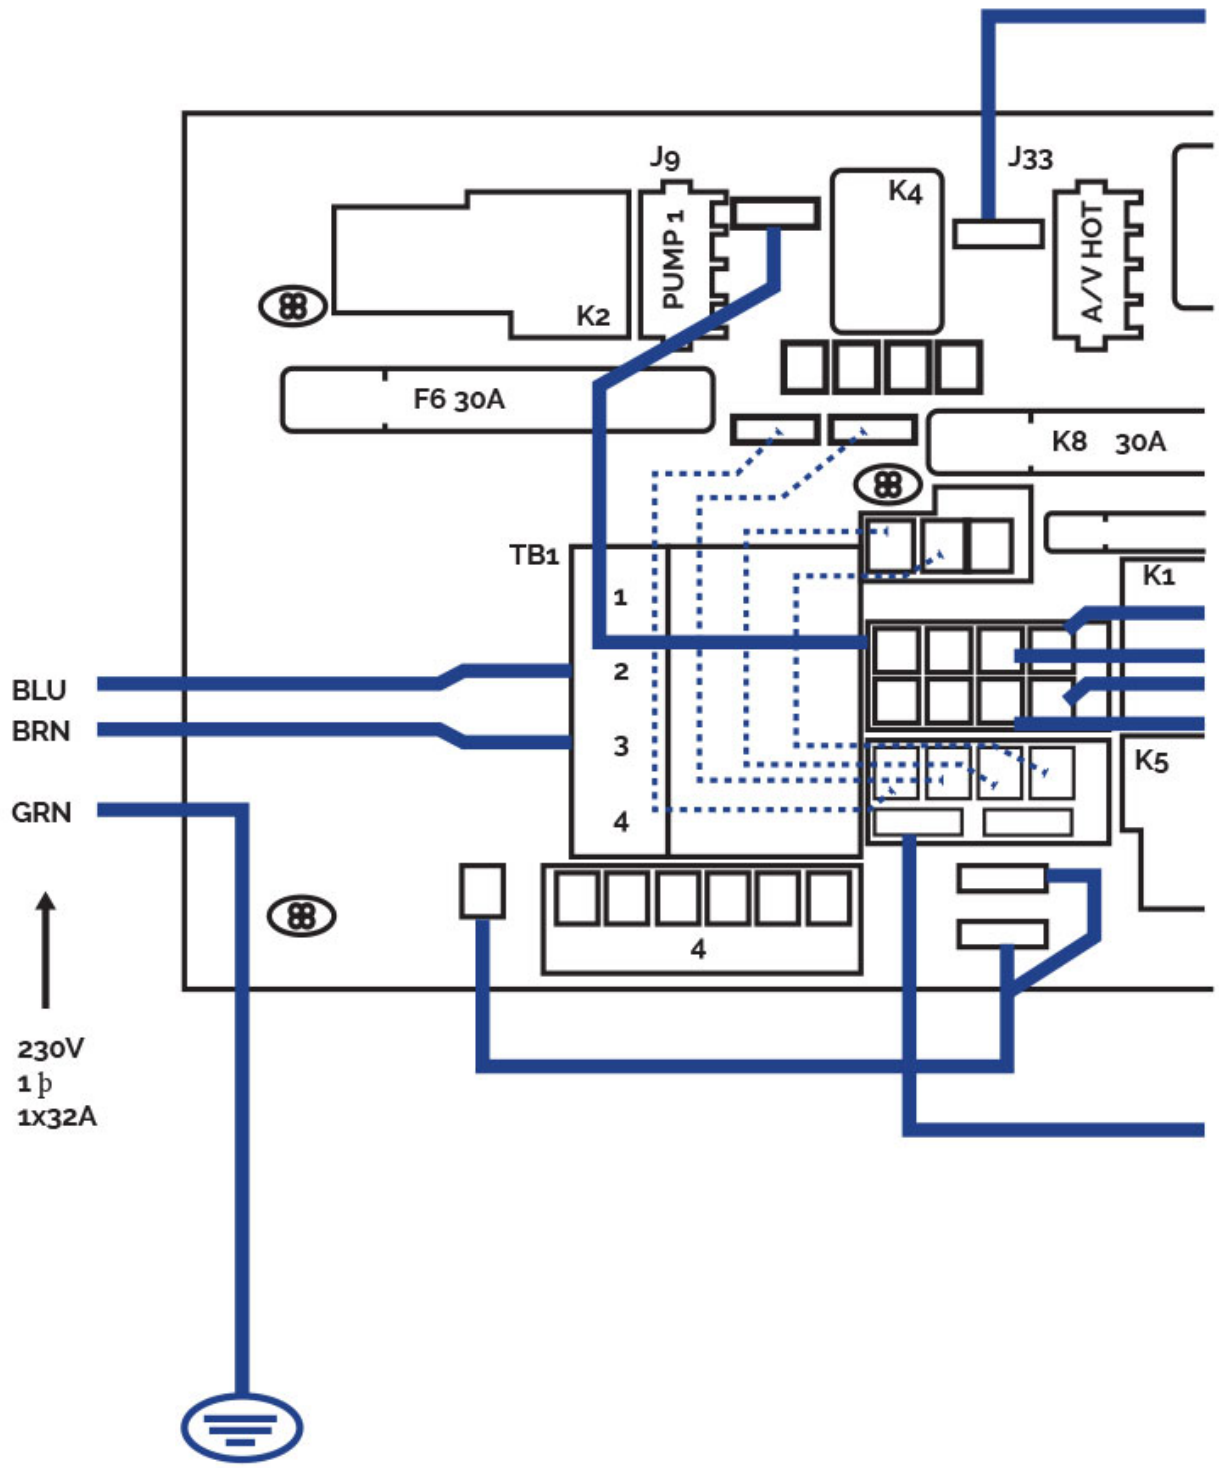 J9
J33
K4
PUMP 1
A/V HOT
K2
F6 30A
K8 30A
TB1
K1
1
2
BLU
BRN
3
K5
GRN
4
4
230V
1 þ
1x32A